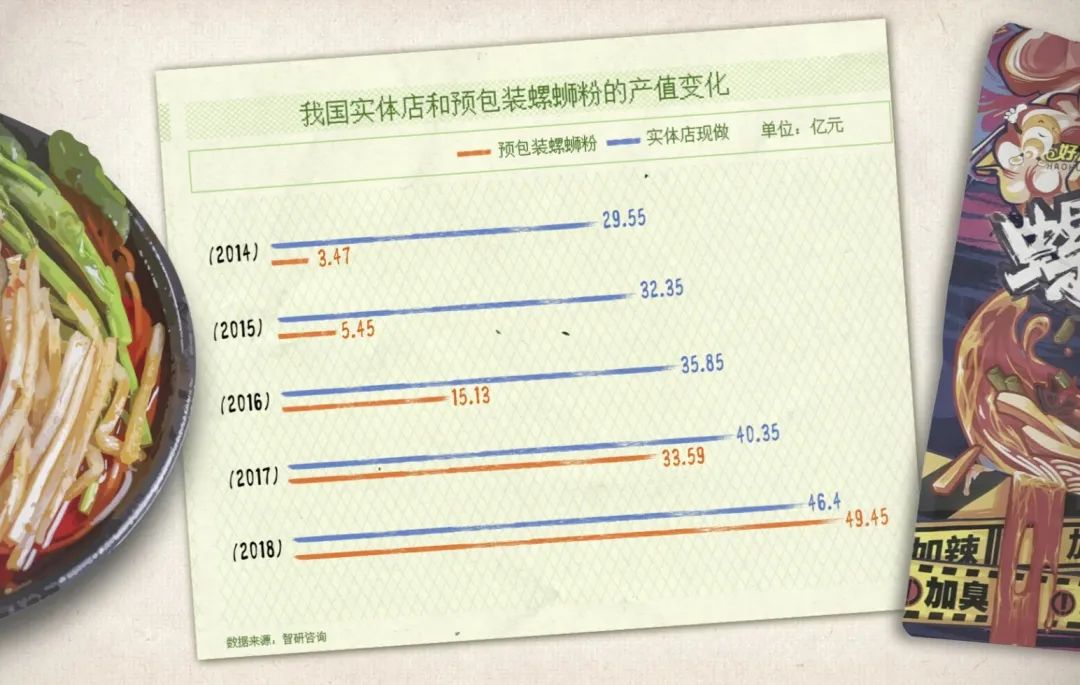 我国实体店和预包装螺蛳粉的产值变化
预包装螺蛳粉 实体店现做 单位：亿元
(2014) 29.55
3.47
(2015) 32.35
5.45
(2016) 35.85
15.13
(2017) 40.35
33.59
(2018) 46.4
49.45
数据来源：智研咨询
好
HAOH
螺
加辣 加
加臭